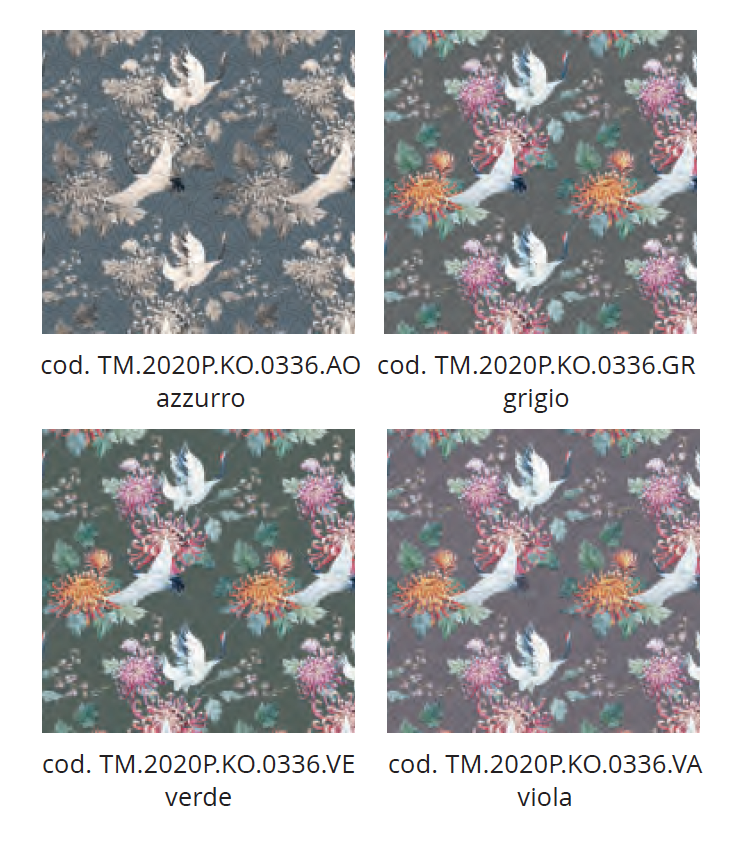 cod. TM.2020P.KO.0336.AO
azzurro
cod. TM.2020P.KO.0336.GR
grigio
cod. TM.2020P.KO.0336.VE
verde
cod. TM.2020P.KO.0336.VA
viola